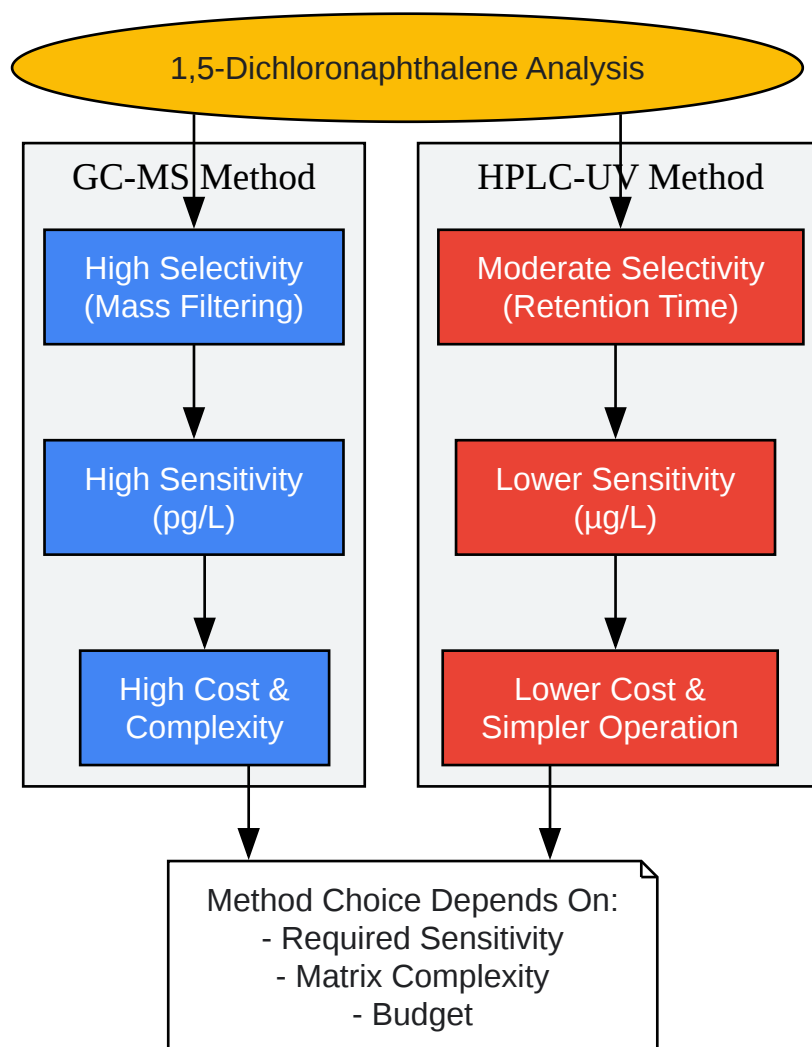 1,5-Dichloronaphthalene Analysis
GC-MS Method
High Selectivity
(Mass Filtering)
High Sensitivity
(pg/L)
High Cost &
Complexity
HPLC-UV Method
Moderate Selectivity
(Retention Time)
Lower Sensitivity
(µg/L)
Lower Cost &
Simpler Operation
Method Choice Depends On:
- Required Sensitivity
- Matrix Complexity
- Budget